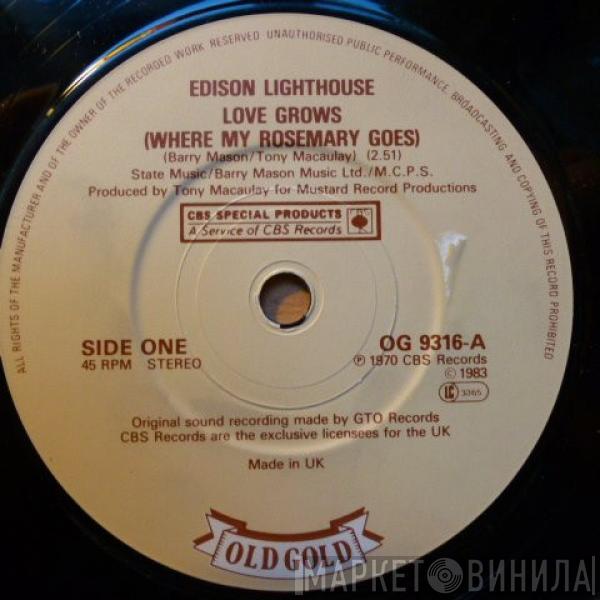 ALL RIGHTS OF THE MANUFACTURER AND OF THE OWNER OF THE RECORDED WORK RESERVED UNAUTHORISED PUBLIC PERFORMANCE BROADCASTING AND COPYING OF THIS RECORD PROHIBITED
EDISON LIGHTHOUSE
LOVE GROWS
(WHERE MY ROSEMARY GOES)
(Barry Mason/Tony Macaulay) (2.51)
State Music/Barry Mason Music Ltd./M.C.P.S.
Produced by Tony Macaulay for Mustard Record Productions
CBS SPECIAL PRODUCTS
A Service of CBS Records
SIDE ONE
45 RPM STEREO
OG 9316-A
℗ 1970 CBS Records
© 1983
LC 3365
Original sound recording made by GTO Records
CBS Records are the exclusive licensees for the UK
Made in UK
OLD GOLD
МАРКЕТ ВИНИЛА